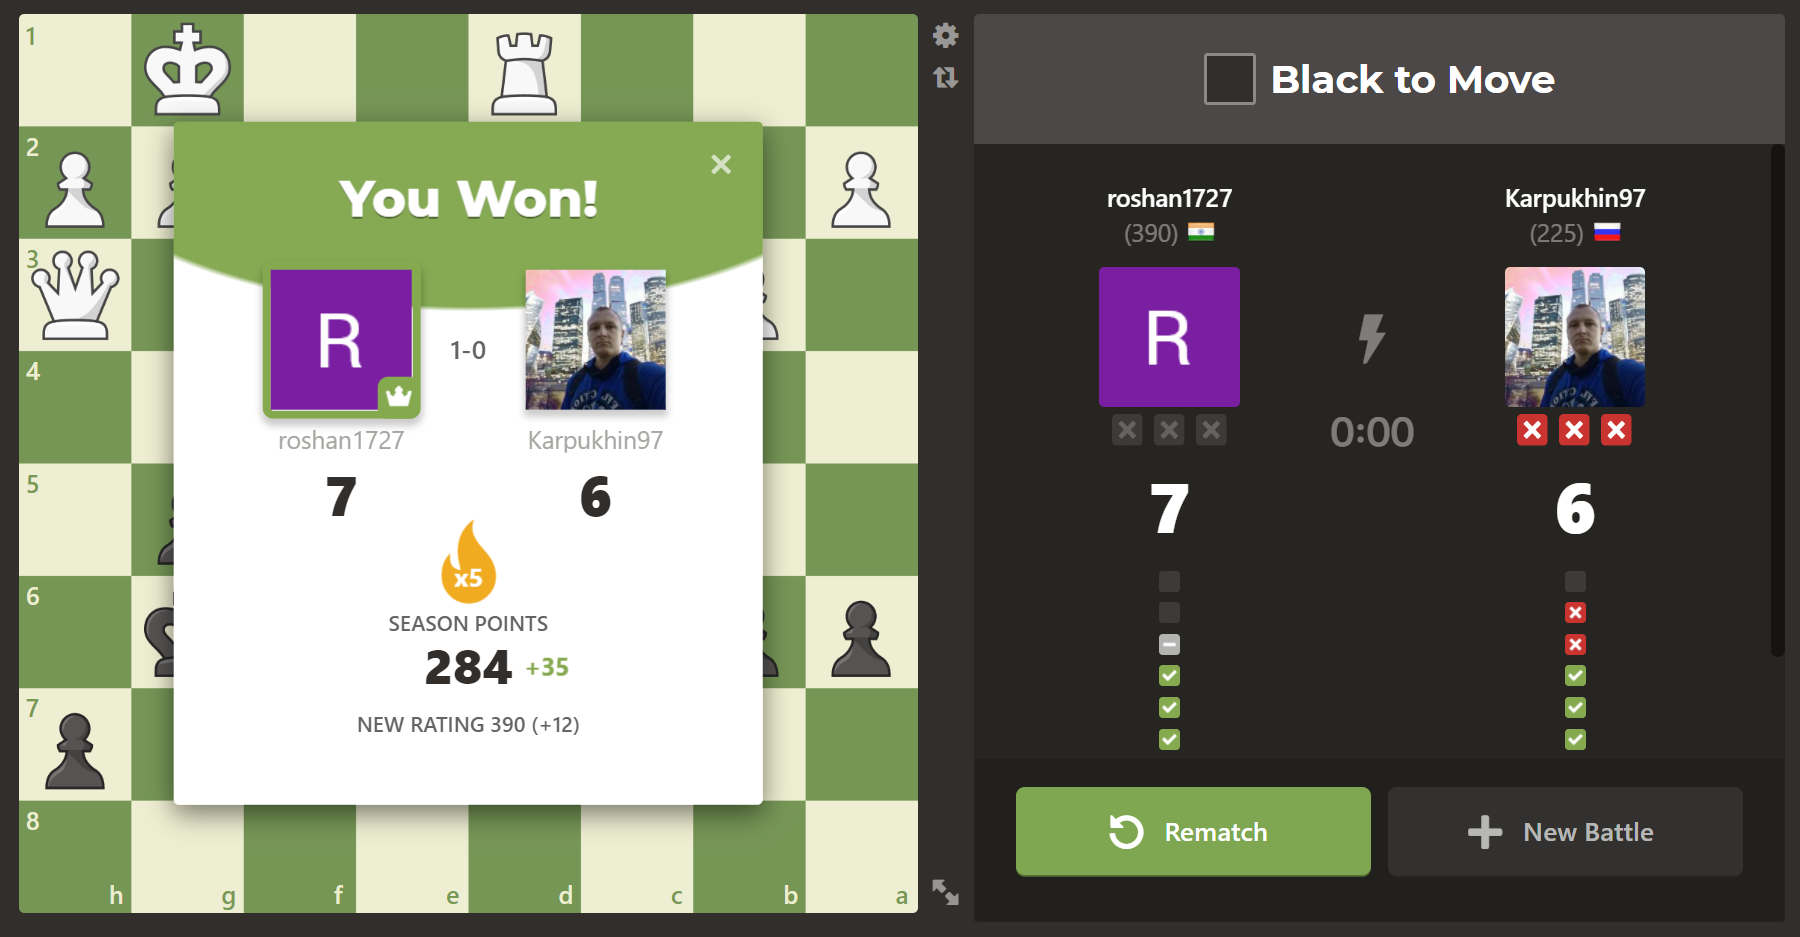 1
2
3
4
5
6
7
8
h g f e d c b a
You Won!
R
1-0
roshan1727
Karpukhin97
7
6
x5
SEASON POINTS
284 +35
NEW RATING 390 (+12)
Black to Move
roshan1727
(390)
Karpukhin97
(225)
R
0:00
7
6
Rematch
New Battle